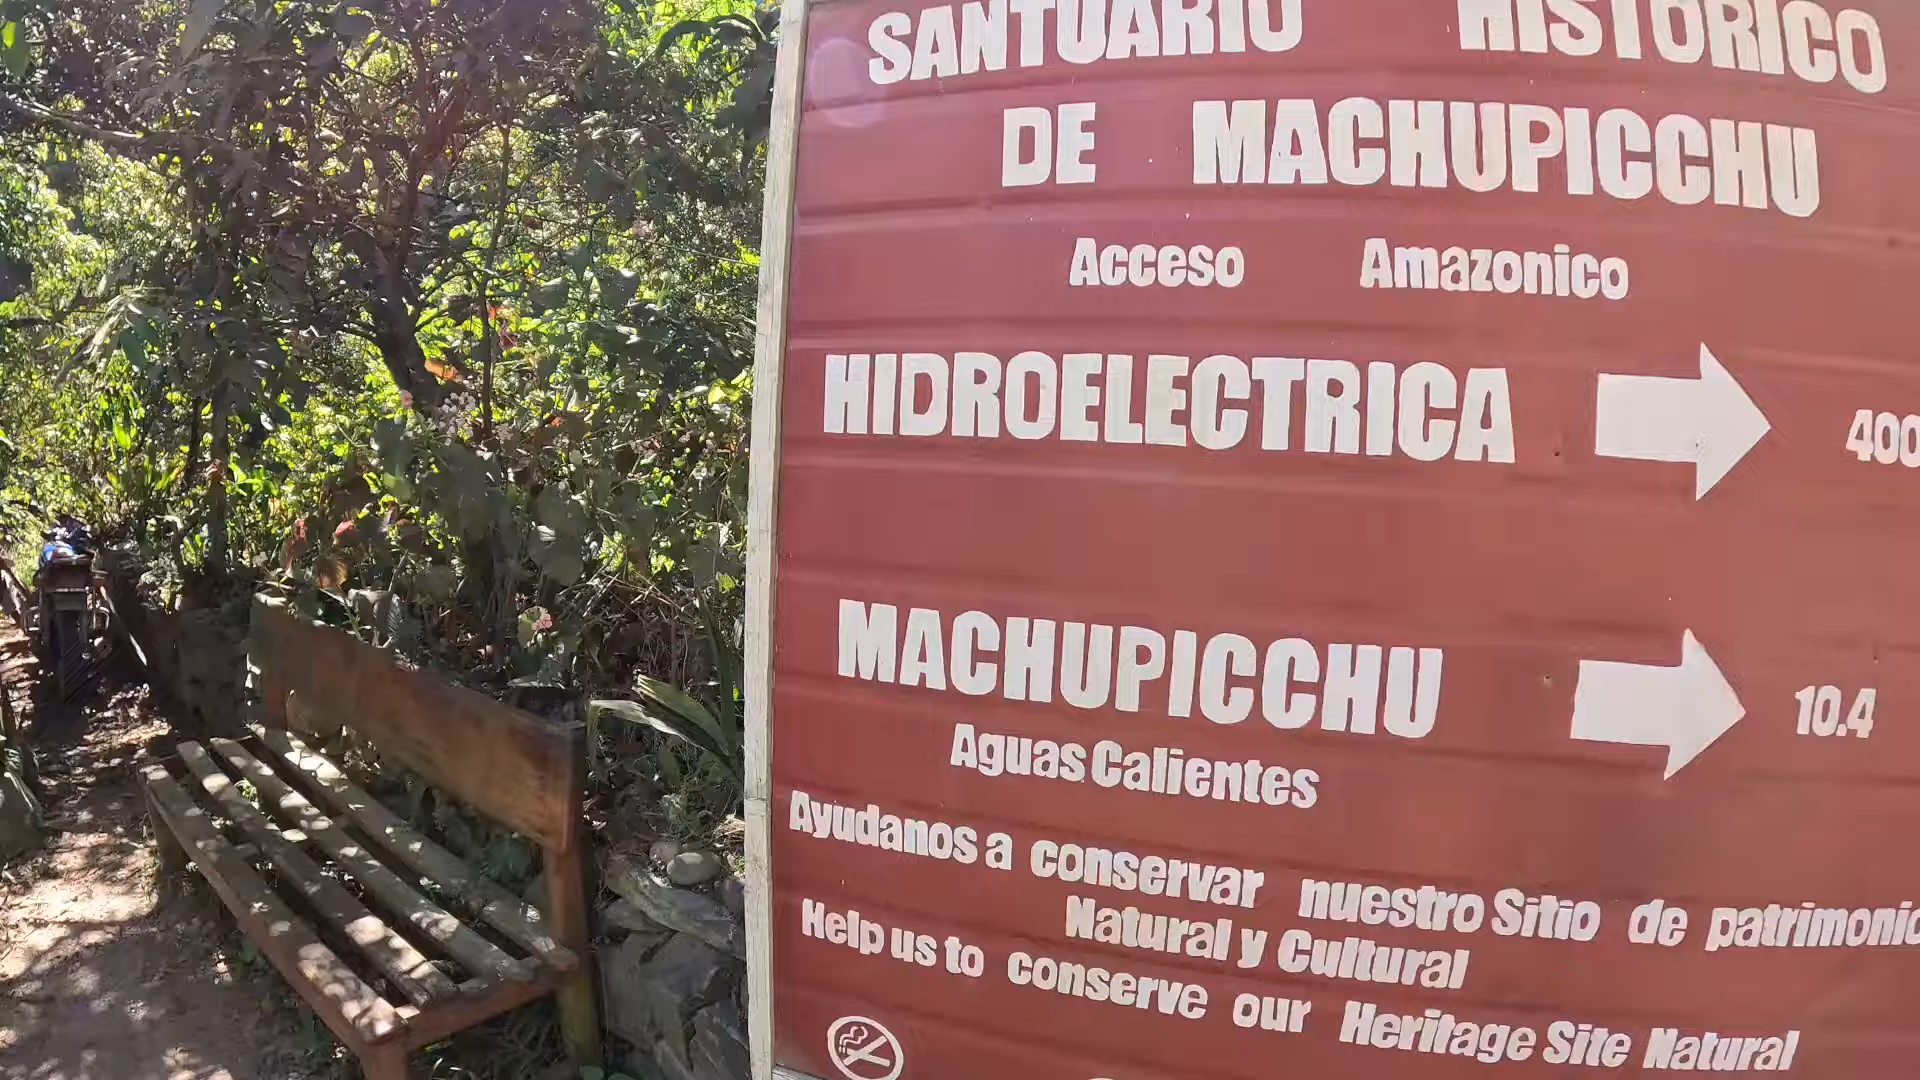 SANTUARIO HISTORICO
DE MACHUPICCHU
Acceso Amazonico
HIDROELECTRICA 400
MACHUPICCHU 10.4
Aguas Calientes
Ayudanos a conservar nuestro Sitio de patrimonio
Natural y Cultural
Help us to conserve our Heritage Site Natural